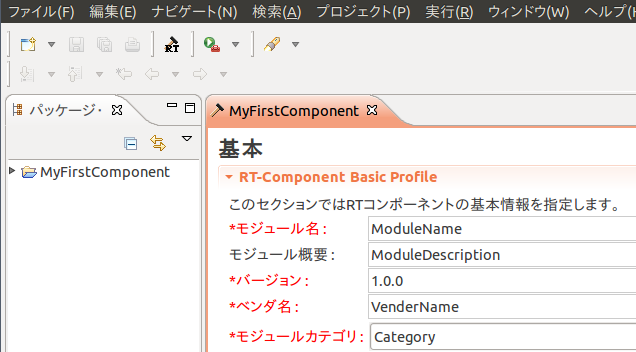 ファイル(F) 編集(E) ナビゲート(N) 検索(A) プロジェクト(P) 実行(R) ウィンドウ(W) ヘルプ(H
RT
パッケージ・
MyFirstComponent
MyFirstComponent
基本
RT-Component Basic Profile
このセクションではRTコンポーネントの基本情報を指定します。
*モジュール名: ModuleName
モジュール概要: ModuleDescription
*バージョン: 1.0.0
*ベンダ名: VenderName
*モジュールカテゴリ: Category